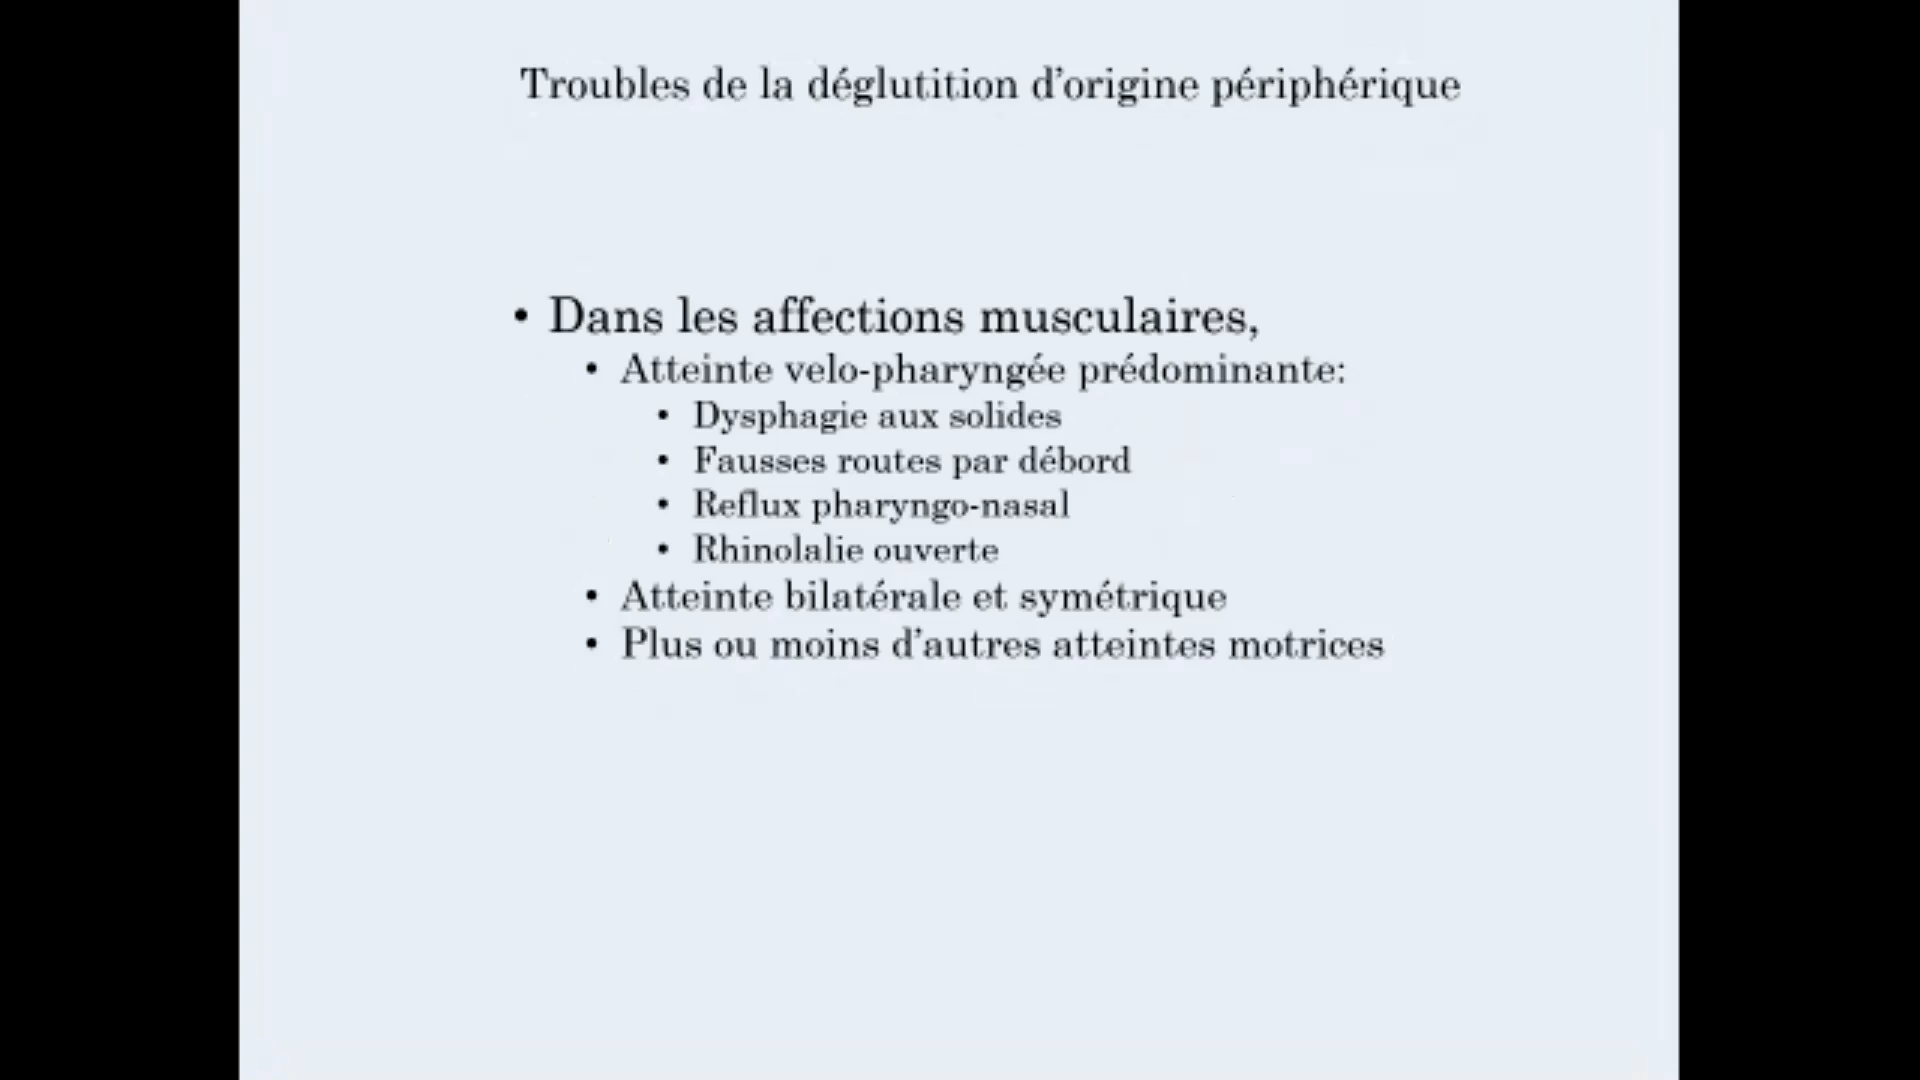 Troubles de la déglutition d’origine périphérique
• Dans les affections musculaires,
• Atteinte velo-pharyngée prédominante:
• Dysphagie aux solides
• Fausses routes par débord
• Reflux pharyngo-nasal
• Rhinolalie ouverte
• Atteinte bilatérale et symétrique
• Plus ou moins d’autres atteintes motrices